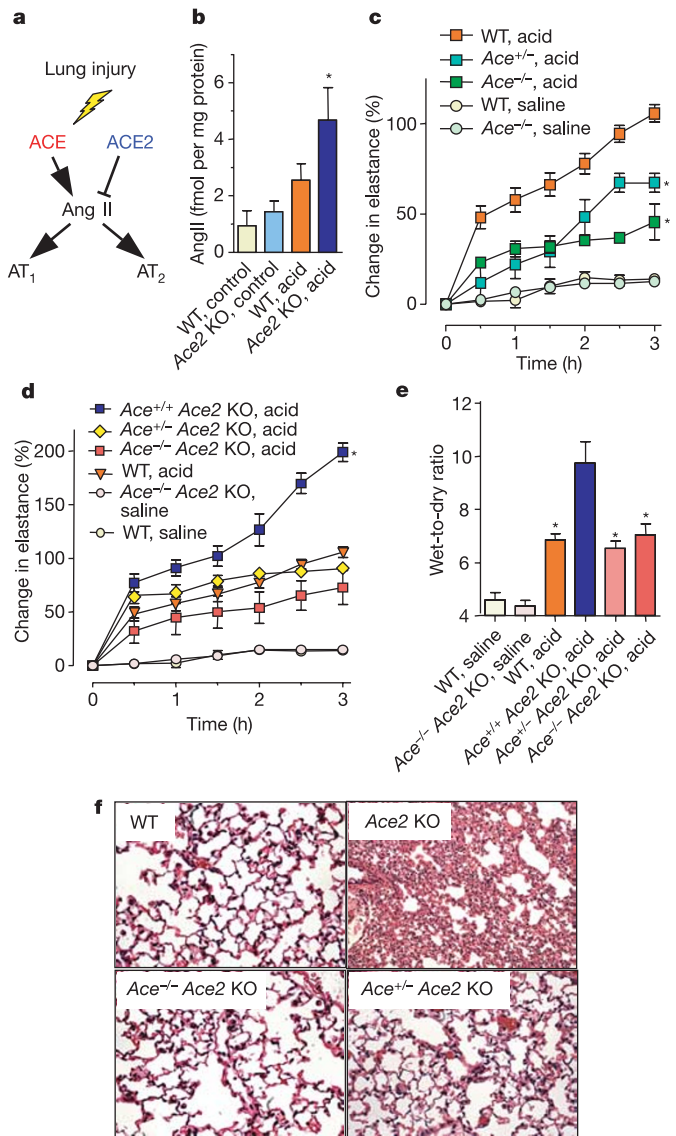 a
Lung injury
ACE
ACE2
Ang II
AT1
AT2
b
AngII (fmol per mg protein)
6
4
2
0
*
WT, control
Ace2 KO, control
WT, acid
Ace2 KO, acid
c
WT, acid
Ace+/–, acid
Ace–/–, acid
WT, saline
Ace–/–, saline
Change in elastance (%)
100
50
0
*
*
0 1 2 3
Time (h)
d
Ace+/+ Ace2 KO, acid
Ace+/– Ace2 KO, acid
Ace–/– Ace2 KO, acid
WT, acid
Ace–/– Ace2 KO,
saline
WT, saline
Change in elastance (%)
200
150
100
50
0
*
0 1 2 3
Time (h)
e
Wet-to-dry ratio
12
10
8
6
4
*
*
*
WT, saline
Ace–/– Ace2 KO, saline
WT, acid
Ace+/+ Ace2 KO, acid
Ace+/– Ace2 KO, acid
Ace–/– Ace2 KO, acid
f
WT
Ace2 KO
Ace–/– Ace2 KO
Ace+/– Ace2 KO